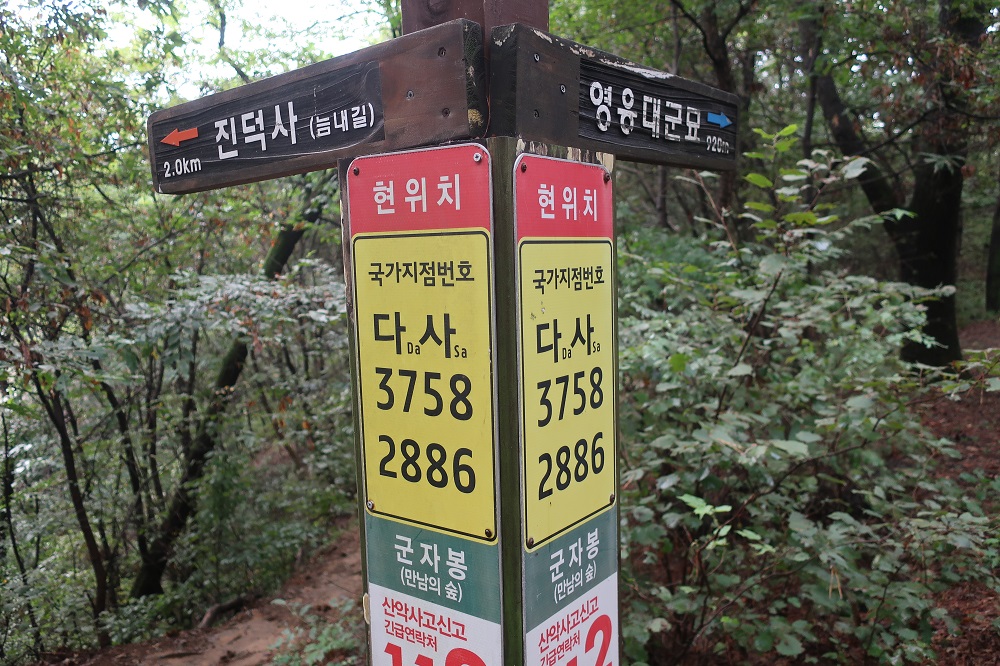 진덕사 (늠내길)
2.0km
영응대군묘
220m
현위치
국가지점번호
다Da사Sa
3758
2886
군자봉
(만남의 숲)
산악사고신고
긴급연락처
현위치
국가지점번호
다Da사Sa
3758
2886
군자봉
(만남의 숲)
산악사고신고
긴급연락처